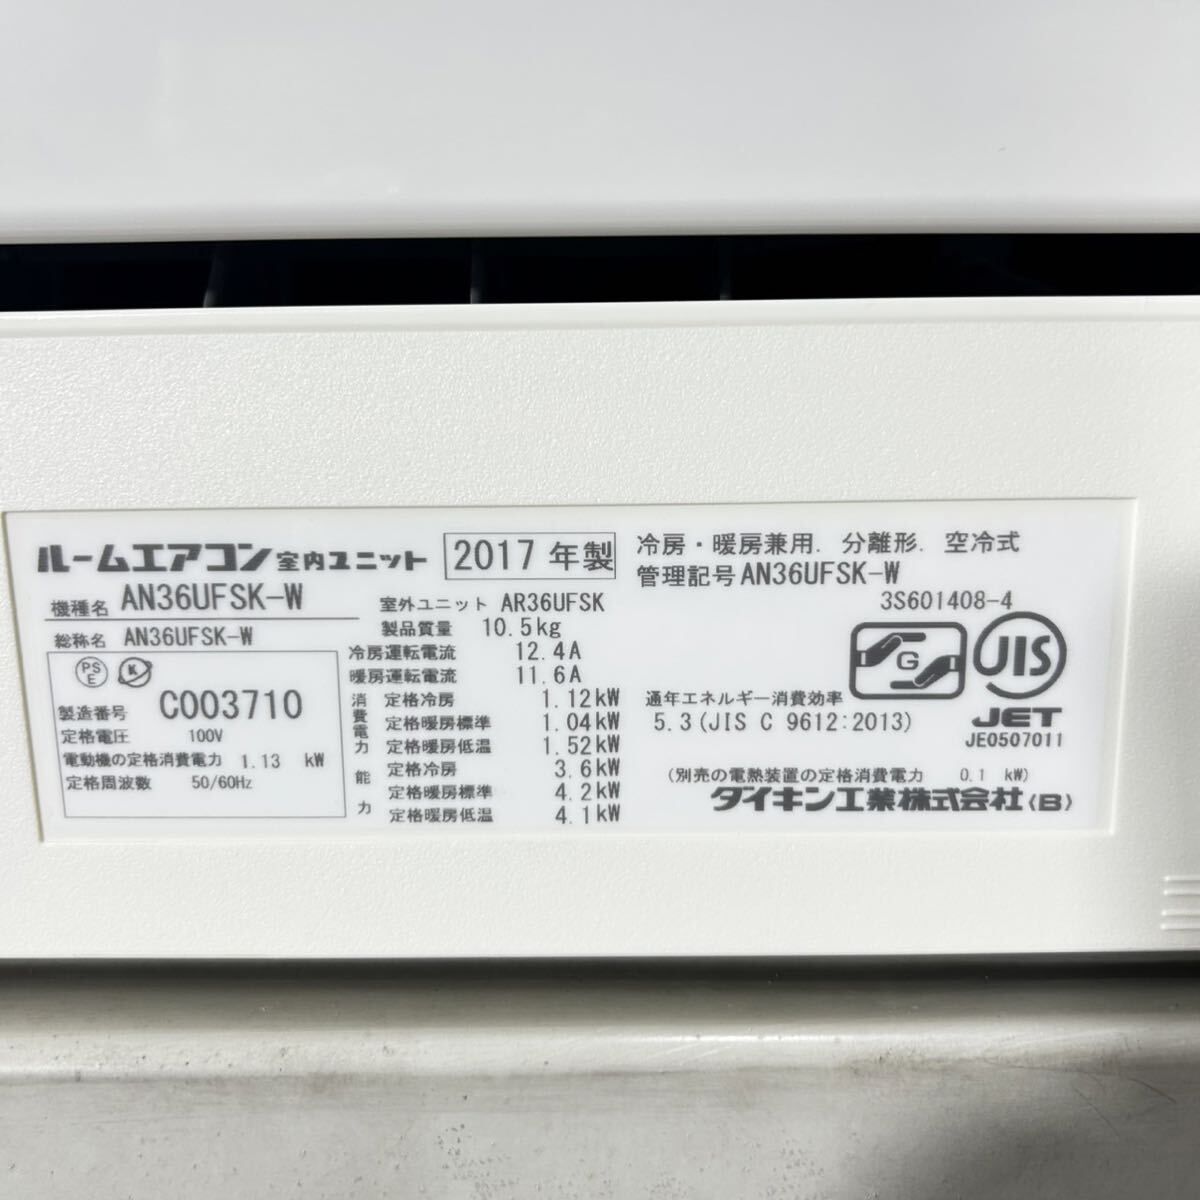 ルームエアコン 室内ユニット 2017 年製
機種名 AN36UFSK-W
総称名 AN36UFSK-W
PS E K
製造番号 C003710
定格電圧 100V
電動機の定格消費電力 1.13 kW
定格周波数 50/60Hz
室外ユニット AR36UFSK
製品質量 10.5kg
冷房運転電流 12.4A
暖房運転電流 11.6A
消費電力 定格冷房 1.12kW
定格暖房標準 1.04kW
定格暖房低温 1.52kW
能力 定格冷房 3.6kW
定格暖房標準 4.2kW
定格暖房低温 4.1kW
冷房・暖房兼用. 分離形. 空冷式
管理記号 AN36UFSK-W
3S601408-4
G JIS
通年エネルギー消費効率
5.3(JIS C 9612:2013)
JET
JE0507011
(別売の電熱装置の定格消費電力 0.1 kW)
ダイキン工業株式会社〈B〉